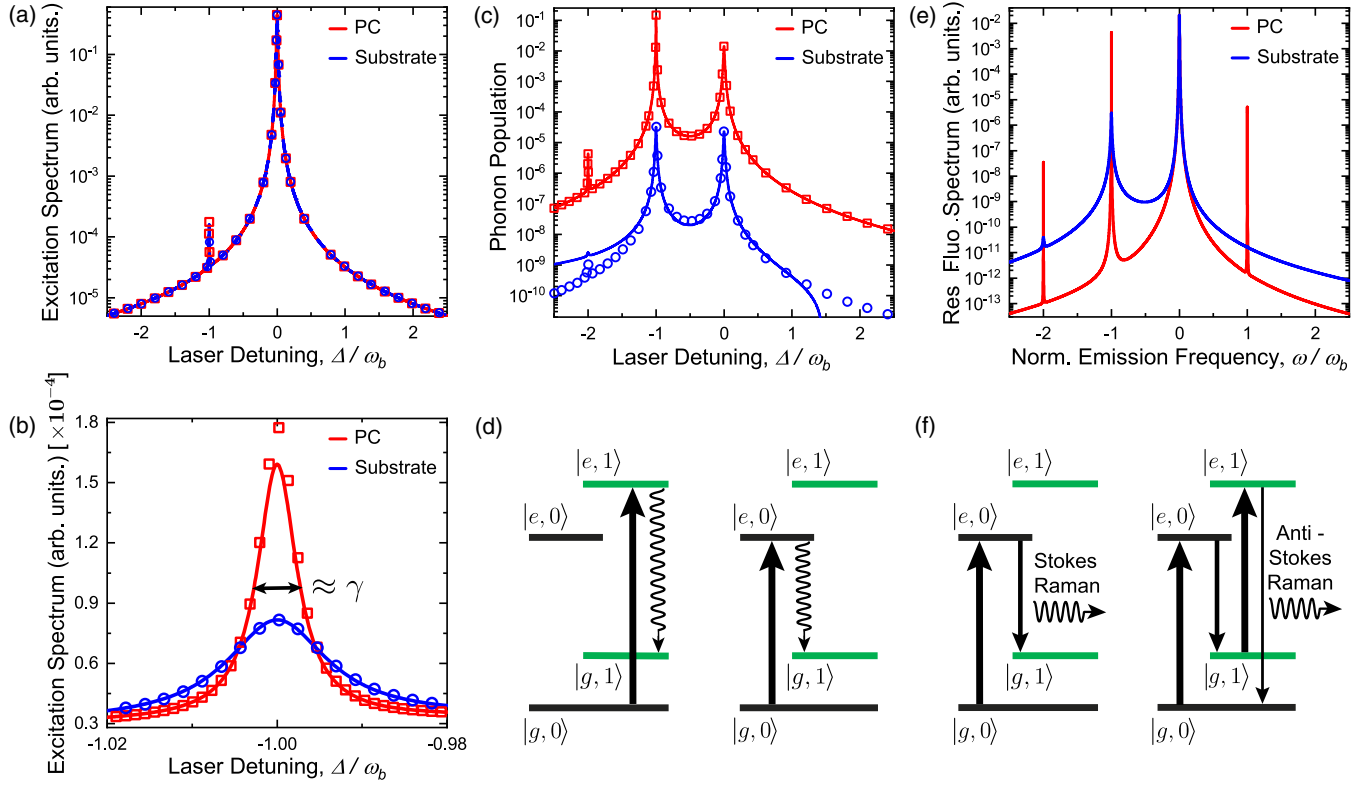 (a)
PC
Substrate
10^-1
10^-2
10^-3
10^-4
10^-5
Excitation Spectrum (arb. units.)
-2
-1
0
1
2
Laser Detuning, Δ / ω_b
(c)
PC
Substrate
10^-1
10^-2
10^-3
10^-4
10^-5
10^-6
10^-7
10^-8
10^-9
10^-10
Phonon Population
-2
-1
0
1
2
Laser Detuning, Δ / ω_b
(e)
PC
Substrate
10^-2
10^-3
10^-4
10^-5
10^-6
10^-7
10^-8
10^-9
10^-10
10^-11
10^-12
10^-13
Res Fluo .Spectrum (arb. units.)
-2
-1
0
1
2
Norm. Emission Frequency, ω / ω_b
(b)
PC
Substrate
1.8
1.5
1.2
0.9
0.6
0.3
Excitation Spectrum (arb. units.) [×10^-4]
≈ γ
-1.02
-1.00
-0.98
Laser Detuning, Δ / ω_b
(d)
|e, 1⟩
|e, 0⟩
|g, 1⟩
|g, 0⟩
|e, 1⟩
|e, 0⟩
|g, 1⟩
|g, 0⟩
(f)
|e, 1⟩
|e, 0⟩
Stokes
Raman
|g, 1⟩
|g, 0⟩
|e, 1⟩
|e, 0⟩
Anti -
Stokes
Raman
|g, 1⟩
|g, 0⟩